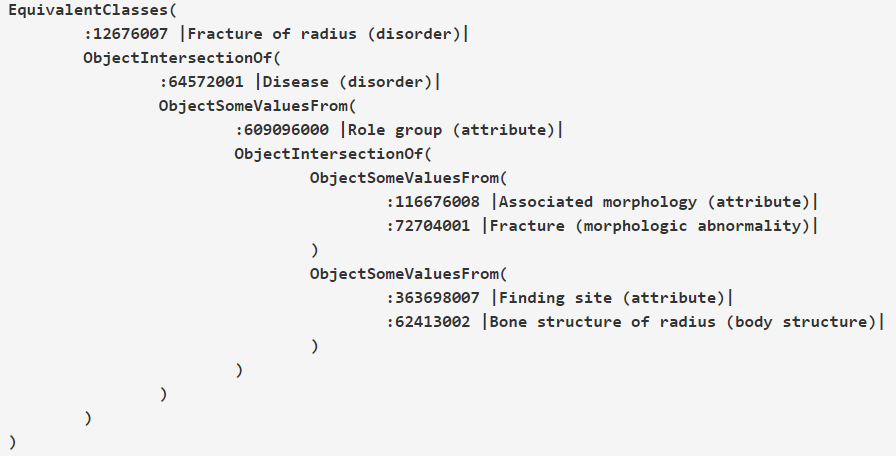 EquivalentClasses(
:12676007 |Fracture of radius (disorder)|
ObjectIntersectionOf(
:64572001 |Disease (disorder)|
ObjectSomeValuesFrom(
:609096000 |Role group (attribute)|
ObjectIntersectionOf(
ObjectSomeValuesFrom(
:116676008 |Associated morphology (attribute)|
:72704001 |Fracture (morphologic abnormality)|
)
ObjectSomeValuesFrom(
:363698007 |Finding site (attribute)|
:62413002 |Bone structure of radius (body structure)|
)
)
)
)
)